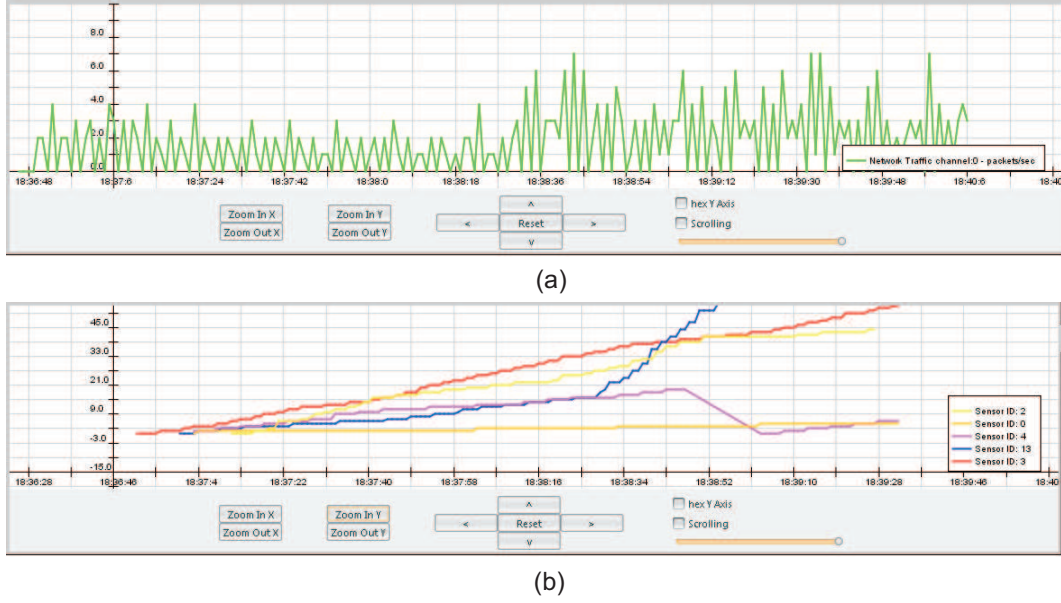 8.0
6.0
4.0
2.0
0.0
Network Traffic channel:0 - packets/sec
18:36:48 18:37:6 18:37:24 18:37:42 18:38:0 18:38:18 18:38:36 18:38:54 18:39:12 18:39:30 18:39:48 18:40:6 18:40
Zoom In X Zoom In Y ^ hex Y Axis
< Reset >
Zoom Out X Zoom Out Y v Scrolling
(a)
45.0
33.0
21.0
9.0
-3.0
-15.0
Sensor ID: 2
Sensor ID: 0
Sensor ID: 4
Sensor ID: 13
Sensor ID: 3
18:36:28 18:36:46 18:37:4 18:37:22 18:37:40 18:37:58 18:38:16 18:38:34 18:38:52 18:39:10 18:39:28 18:39:46 18:40
Zoom In X Zoom In Y ^ hex Y Axis
< Reset >
Zoom Out X Zoom Out Y v Scrolling
(b)